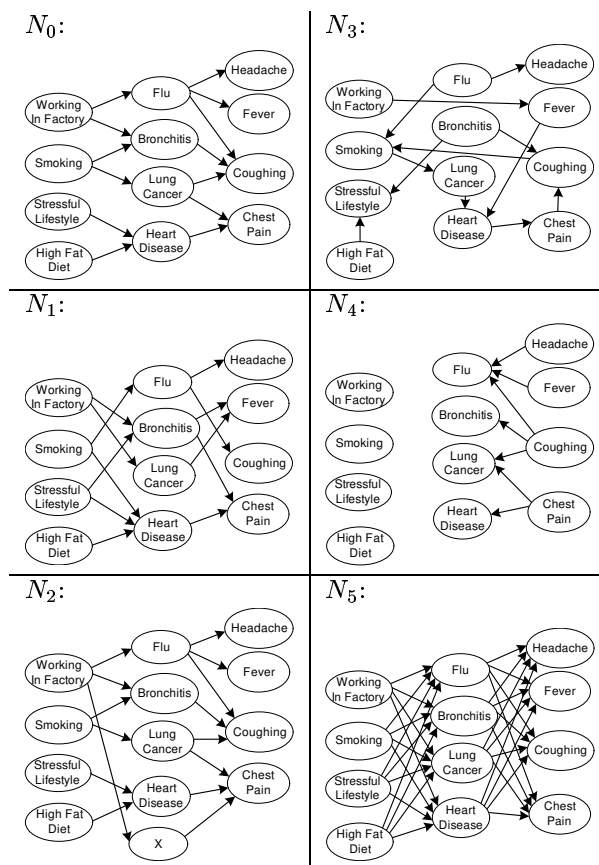 N₀:
Headache
Working
In Factory
Flu
Fever
Bronchitis
Smoking
Lung
Cancer
Coughing
Stressful
Lifestyle
Heart
Disease
Chest
Pain
High Fat
Diet
N₃:
Headache
Flu
Working
In Factory
Fever
Bronchitis
Smoking
Lung
Cancer
Coughing
Stressful
Lifestyle
Heart
Disease
Chest
Pain
High Fat
Diet
N₁:
Headache
Flu
Working
In Factory
Fever
Bronchitis
Smoking
Lung
Cancer
Coughing
Stressful
Lifestyle
Heart
Disease
Chest
Pain
High Fat
Diet
N₄:
Headache
Flu
Working
In Factory
Fever
Bronchitis
Smoking
Lung
Cancer
Coughing
Stressful
Lifestyle
Heart
Disease
Chest
Pain
High Fat
Diet
N₂:
Headache
Flu
Working
In Factory
Fever
Bronchitis
Smoking
Lung
Cancer
Coughing
Stressful
Lifestyle
Heart
Disease
Chest
Pain
High Fat
Diet
X
N₅:
Headache
Flu
Working
In Factory
Fever
Bronchitis
Smoking
Lung
Cancer
Coughing
Stressful
Lifestyle
Heart
Disease
Chest
Pain
High Fat
Diet